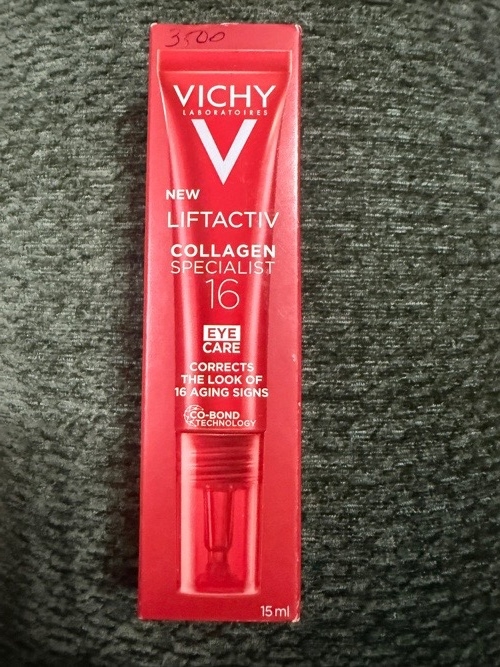 3500
VICHY
LABORATOIRES
NEW
LIFTACTIV
COLLAGEN
SPECIALIST
16
EYE
CARE
CORRECTS
THE LOOK OF
16 AGING SIGNS
CO-BOND
TECHNOLOGY
15 ml